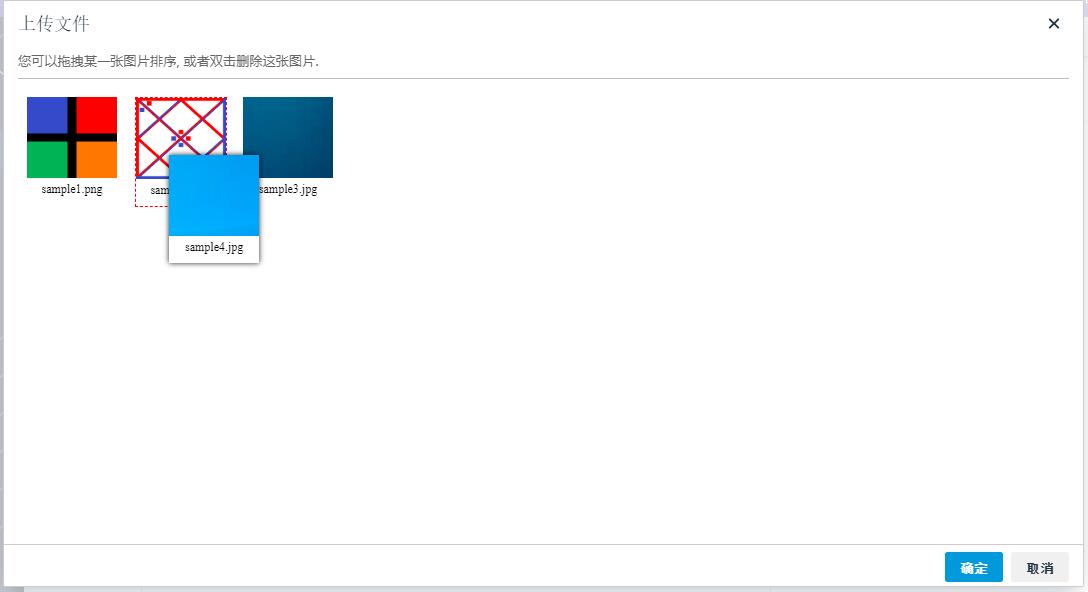 上传文件
您可以拖拽某一张图片排序, 或者双击删除这张图片.
sample1.png
sam
sample3.jpg
sample4.jpg
确定
取消